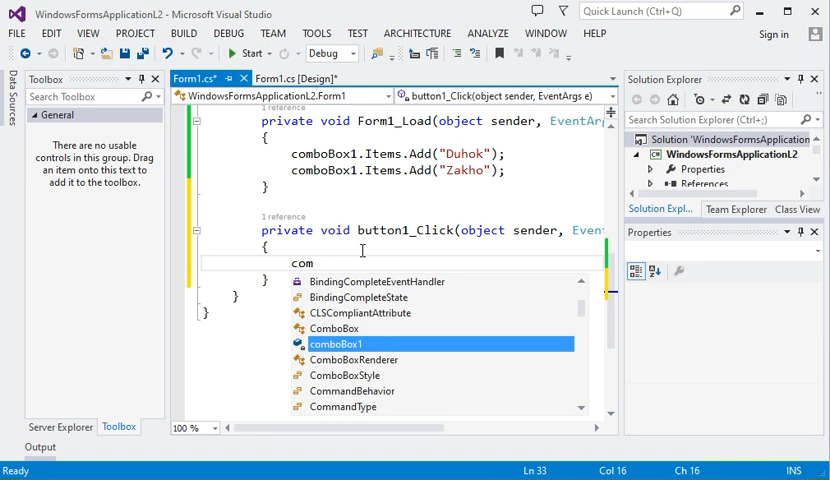 WindowsFormsApplicationL2 - Microsoft Visual Studio
Quick Launch (Ctrl+Q)
FILE EDIT VIEW PROJECT BUILD DEBUG TEAM TOOLS TEST ARCHITECTURE ANALYZE WINDOW HELP
Sign in
Start Debug
Data Sources
Toolbox
Search Toolbox
General
There are no usable
controls in this group. Drag
an item onto this text to
add it to the toolbox.
Server Explorer Toolbox
Form1.cs* Form1.cs [Design]*
WindowsFormsApplicationL2.Form1 button1_Click(object sender, EventArgs e)
1 reference
private void Form1_Load(object sender, EventArg
{
comboBox1.Items.Add("Duhok");
comboBox1.Items.Add("Zakho");
}
1 reference
private void button1_Click(object sender, Event
{
com
}
}
}
BindingCompleteEventHandler
BindingCompleteState
CLSCompliantAttribute
ComboBox
comboBox1
ComboBoxRenderer
ComboBoxStyle
CommandBehavior
CommandType
100 %
Solution Explorer
Search Solution Explorer (Ctrl+;)
Solution 'WindowsFormsApplication
WindowsFormsApplicationL2
Properties
References
Solution Expl... Team Explorer Class View
Properties
Output
Ready Ln 33 Col 16 Ch 16 INS